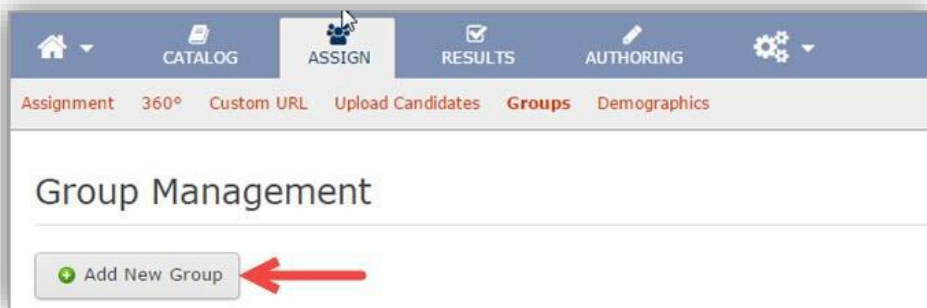 CATALOG ASSIGN RESULTS AUTHORING
Assignment 360° Custom URL Upload Candidates Groups Demographics
Group Management
Add New Group